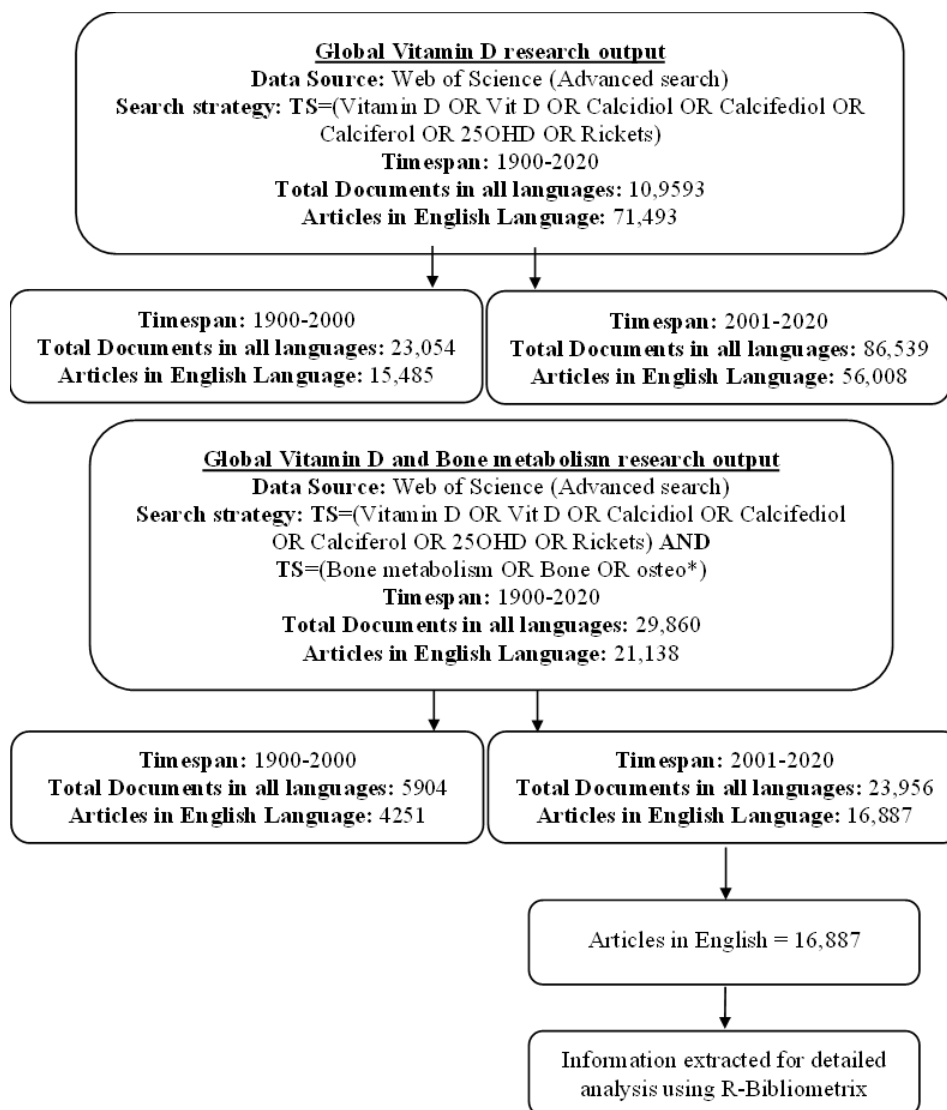 Global Vitamin D research output
Data Source: Web of Science (Advanced search)
Search strategy: TS=(Vitamin D OR Vit D OR Calcidiol OR Calcifediol OR
Calciferol OR 25OHD OR Rickets)
Timespan: 1900-2020
Total Documents in all languages: 10,9593
Articles in English Language: 71,493
Timespan: 1900-2000
Total Documents in all languages: 23,054
Articles in English Language: 15,485
Timespan: 2001-2020
Total Documents in all languages: 86,539
Articles in English Language: 56,008
Global Vitamin D and Bone metabolism research output
Data Source: Web of Science (Advanced search)
Search strategy: TS=(Vitamin D OR Vit D OR Calcidiol OR Calcifediol
OR Calciferol OR 25OHD OR Rickets) AND
TS=(Bone metabolism OR Bone OR osteo*)
Timespan: 1900-2020
Total Documents in all languages: 29,860
Articles in English Language: 21,138
Timespan: 1900-2000
Total Documents in all languages: 5904
Articles in English Language: 4251
Timespan: 2001-2020
Total Documents in all languages: 23,956
Articles in English Language: 16,887
Articles in English = 16,887
Information extracted for detailed
analysis using R-Bibliometrix